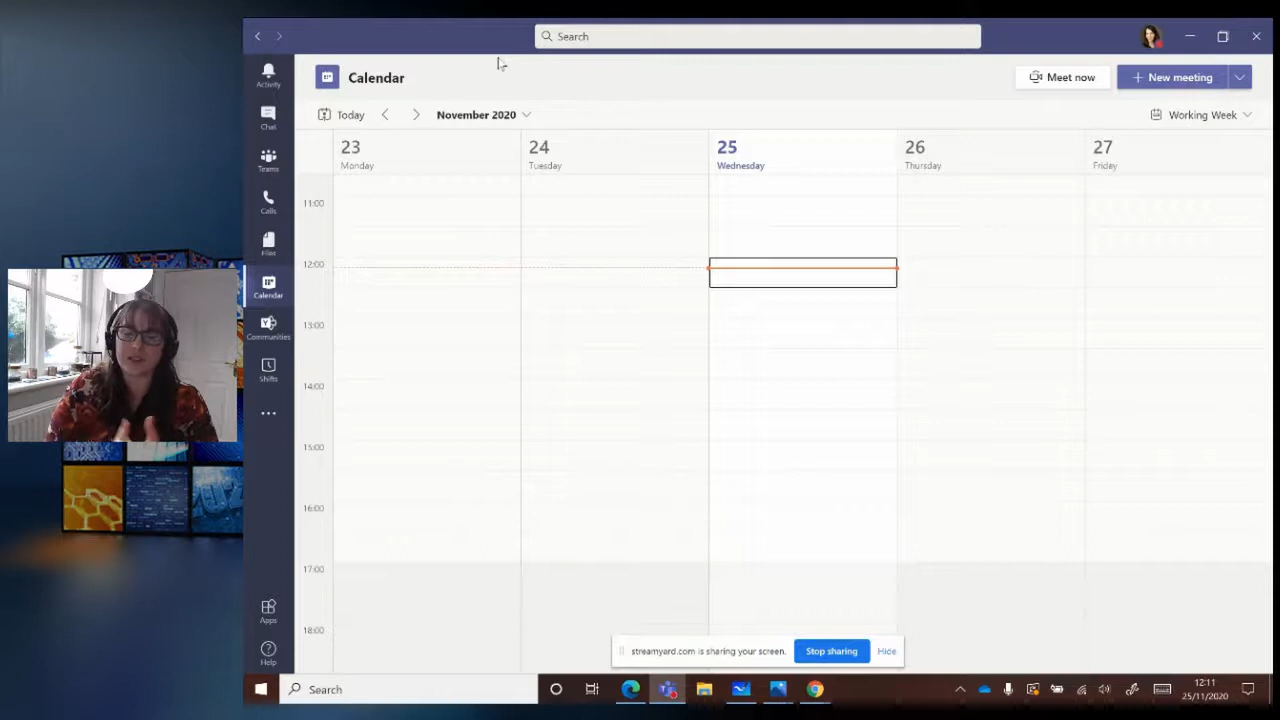 Search
Activity
Chat
Teams
Calls
Files
Calendar
Communities
Shifts
Apps
Help
Calendar
Meet now
New meeting
Today
November 2020
Working Week
23
Monday
24
Tuesday
25
Wednesday
26
Thursday
27
Friday
11:00
12:00
13:00
14:00
15:00
16:00
17:00
18:00
streamyard.com is sharing your screen.
Stop sharing
Hide
Search
12:11
25/11/2020